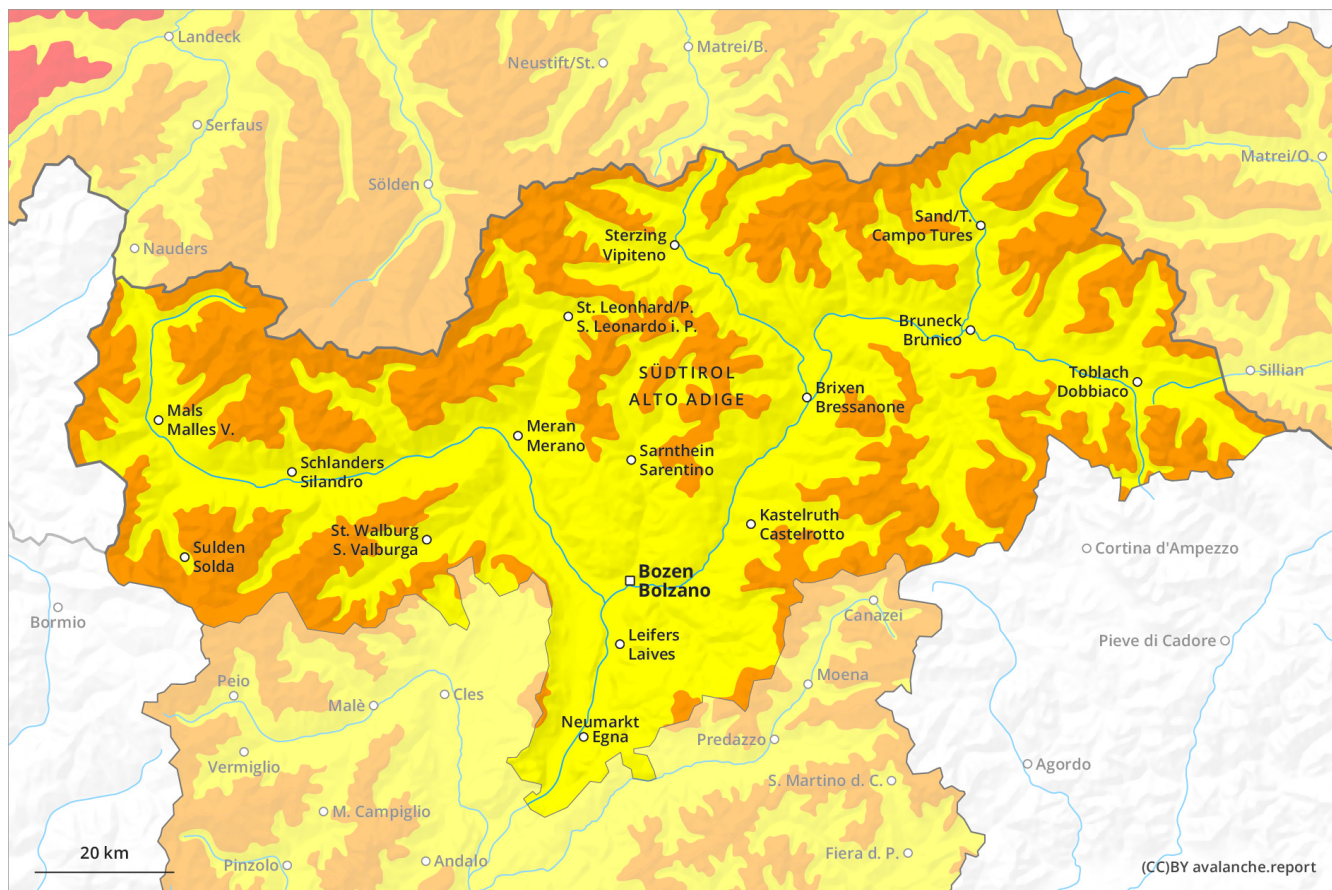 Landeck
Matrei/B.
Neustift/St.
Serfaus
Matrei/O.
Sölden
Sand/T.
Campo Tures
Sterzing
Vipiteno
Nauders
St. Leonhard/P.
S. Leonardo i. P.
Bruneck
Brunico
SÜDTIROL
ALTO ADIGE
Toblach
Dobbiaco
Sillian
Brixen
Bressanone
Mals
Malles V.
Meran
Merano
Sarnthein
Sarentino
Schlanders
Silandro
Kastelruth
Castelrotto
St. Walburg
S. Valburga
Sulden
Solda
Cortina d'Ampezzo
Bozen
Bolzano
Bormio
Canazei
Leifers
Laives
Pieve di Cadore
Peio
Moena
Malè
Cles
Neumarkt
Egna
Predazzo
Vermiglio
Agordo
S. Martino d. C.
M. Campiglio
20 km
Pinzolo
Andalo
Fiera d. P.
(CC)BY avalanche.report